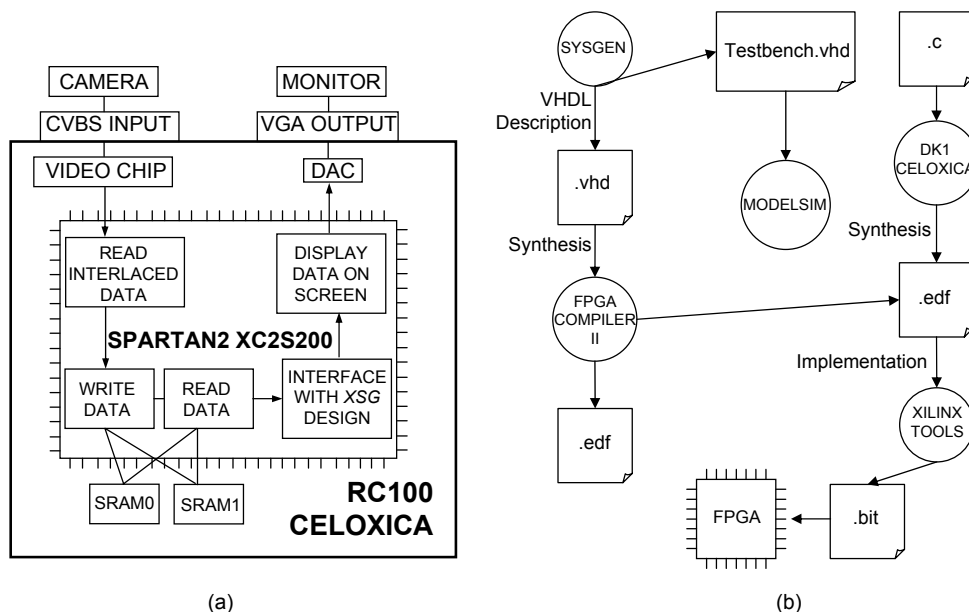 CAMERA
MONITOR
CVBS INPUT
VGA OUTPUT
VIDEO CHIP
DAC
READ
INTERLACED
DATA
DISPLAY
DATA ON
SCREEN
SPARTAN2 XC2S200
WRITE
DATA
READ
DATA
INTERFACE
WITH XSG
DESIGN
SRAM0
SRAM1
RC100
CELOXICA
(a)
SYSGEN
Testbench.vhd
.c
VHDL
Description
DK1
CELOXICA
.vhd
MODELSIM
Synthesis
Synthesis
FPGA
COMPILER
II
.edf
Implementation
.edf
XILINX
TOOLS
FPGA
.bit
(b)